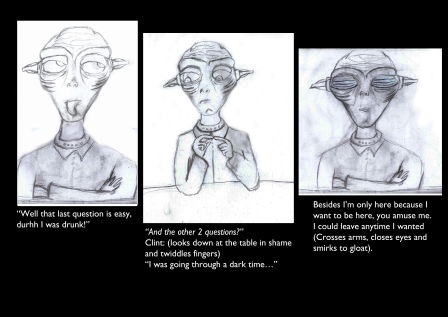 "Well that last question is easy,
durhh I was drunk!"
"And the other 2 questions?"
Clint: (looks down at the table in shame
and twiddles fingers)
"I was going through a dark time…"
Besides I'm only here because I
want to be here, you amuse me.
I could leave anytime I wanted
(Crosses arms, closes eyes and
smirks to gloat).